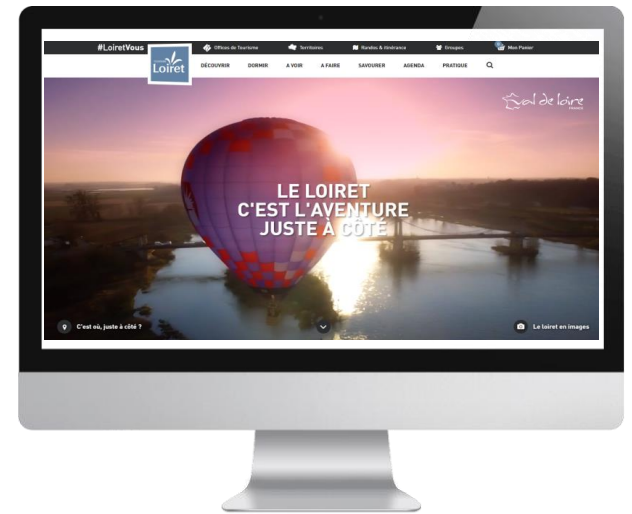 #LoiretVous
Offices de Tourisme
Territoires
Randos & itinérance
Groupes
Mon Panier
Loiret
DÉCOUVRIR DORMIR A VOIR A FAIRE SAVOURER AGENDA PRATIQUE
Val de Loire
FRANCE
LE LOIRET
C'EST L'AVENTURE
JUSTE À CÔTÉ
C'est où, juste à côté ?
Le loiret en images